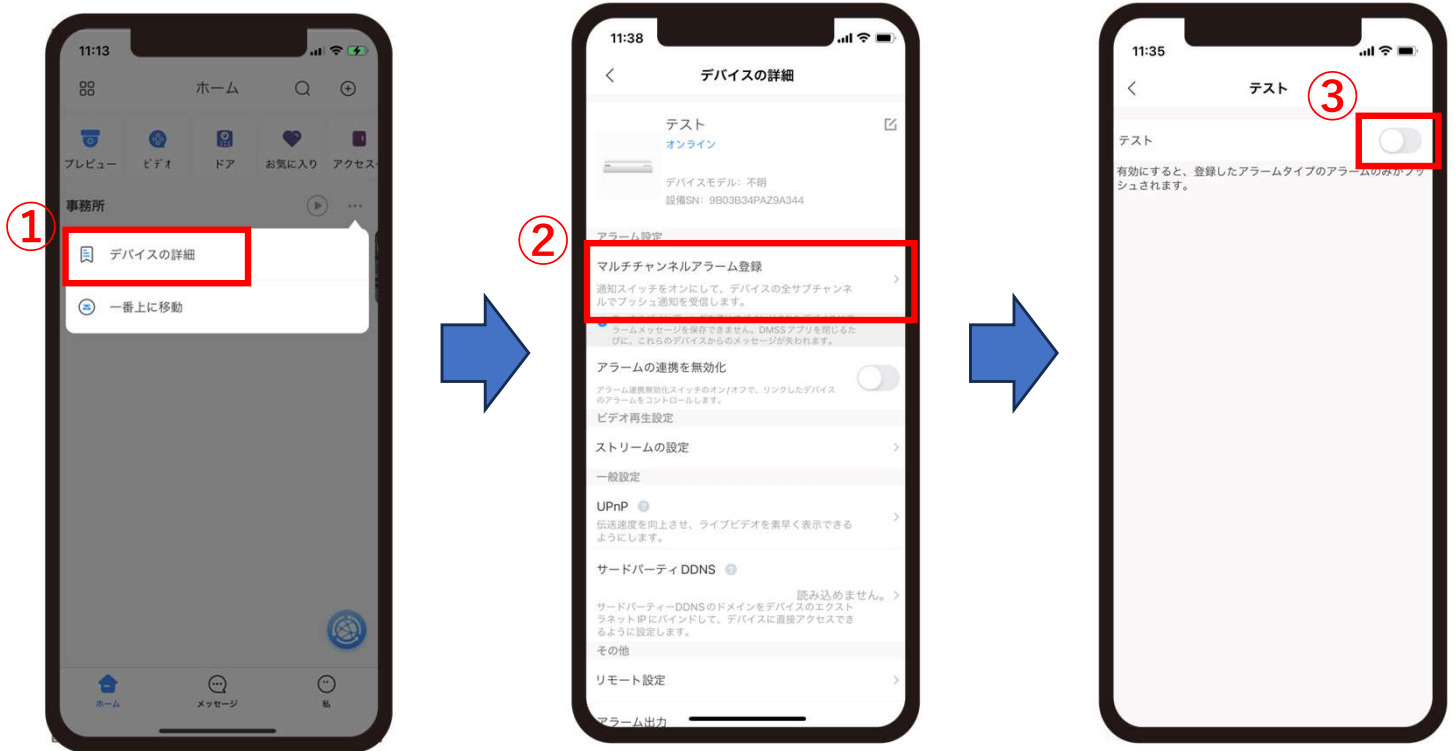 11:13
ホーム
プレビュー
ビデオ
ドア
お気に入り
アクセス
事務所
①
デバイスの詳細
一番上に移動
ホーム
メッセージ
私
11:38
デバイスの詳細
テスト
オンライン
デバイスモデル: 不明
設備SN: 9B03B34PAZ9A344
②
アラーム設定
マルチチャンネルアラーム登録
通知スイッチをオンにして、デバイスの全サブチャンネ
ルでプッシュ通知を受信します。
ラームメッセージを保存できません。DMSSアプリを閉じるた
びに、これらのデバイスからのメッセージが失われます。
アラームの連携を無効化
アラーム連携無効化スイッチのオン/オフで、リンクしたデバイス
のアラームをコントロールします。
ビデオ再生設定
ストリームの設定
一般設定
UPnP
伝送速度を向上させ、ライブビデオを素早く表示できる
ようにします。
サードパーティ DDNS
読み込めません。
サードパーティーDDNSのドメインをデバイスのエクスト
ラネットIPにバインドして、デバイスに直接アクセスでき
るように設定します。
その他
リモート設定
アラーム出力
11:35
テスト
③
テスト
有効にすると、登録したアラームタイプのアラームのみがプッ
シュされます。